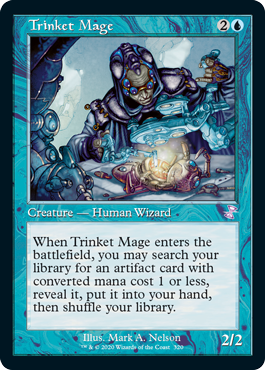 Trinket Mage 2
Creature — Human Wizard
When Trinket Mage enters the
battlefield, you may search your
library for an artifact card with
converted mana cost 1 or less,
reveal it, put it into your hand,
then shuffle your library.
Illus. Mark A. Nelson
™ & © 2020 Wizards of the Coast 320
2/2